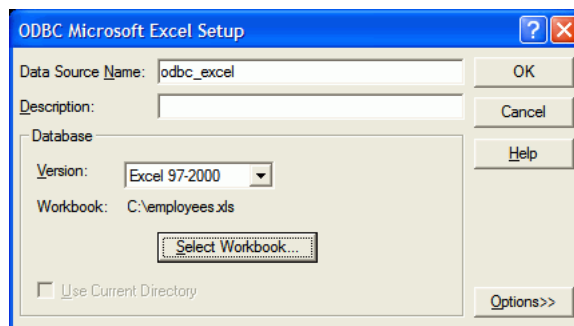 ODBC Microsoft Excel Setup
Data Source Name: odbc_excel
OK
Description:
Cancel
Database
Help
Version: Excel 97-2000
Workbook: C:\employees.xls
Select Workbook...
Use Current Directory
Options>>